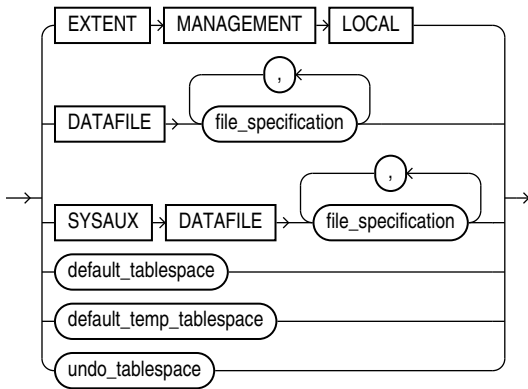 EXTENT MANAGEMENT LOCAL
,
DATAFILE file_specification
,
SYSAUX DATAFILE file_specification
default_tablespace
default_temp_tablespace
undo_tablespace